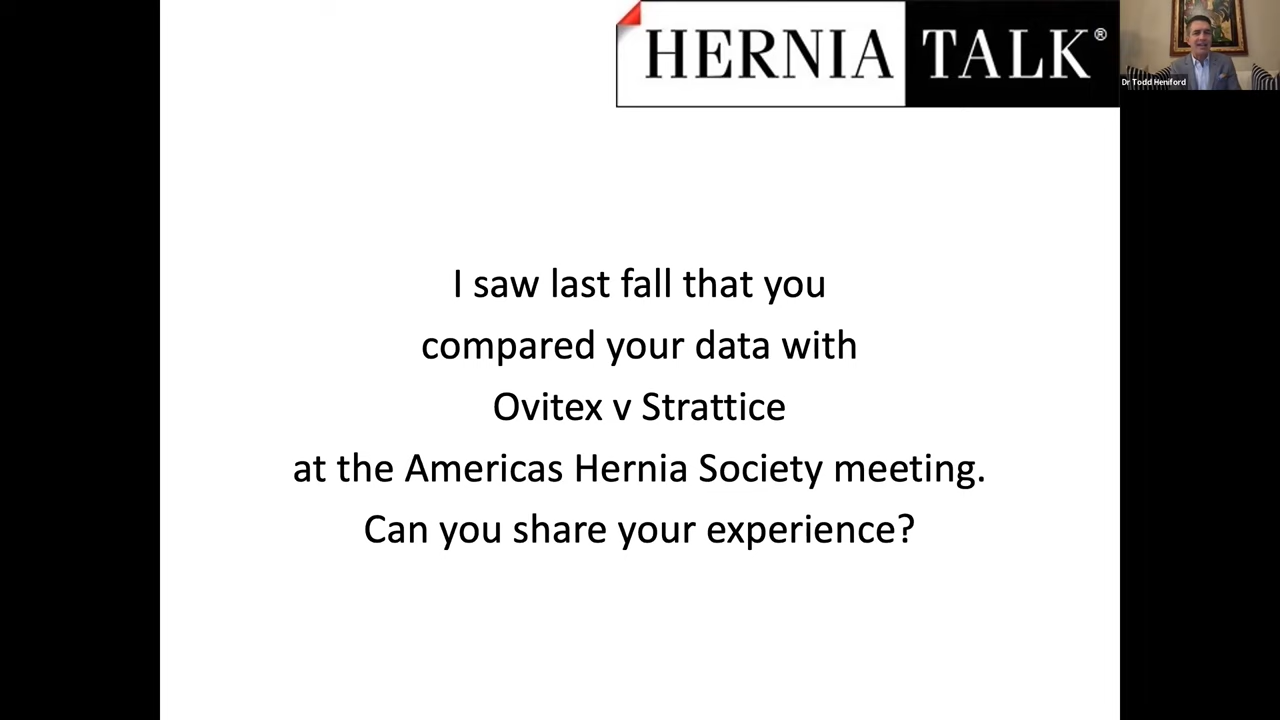 HERNIA TALK®
Dr Todd Heniford
I saw last fall that you
compared your data with
Ovitex v Strattice
at the Americas Hernia Society meeting.
Can you share your experience?